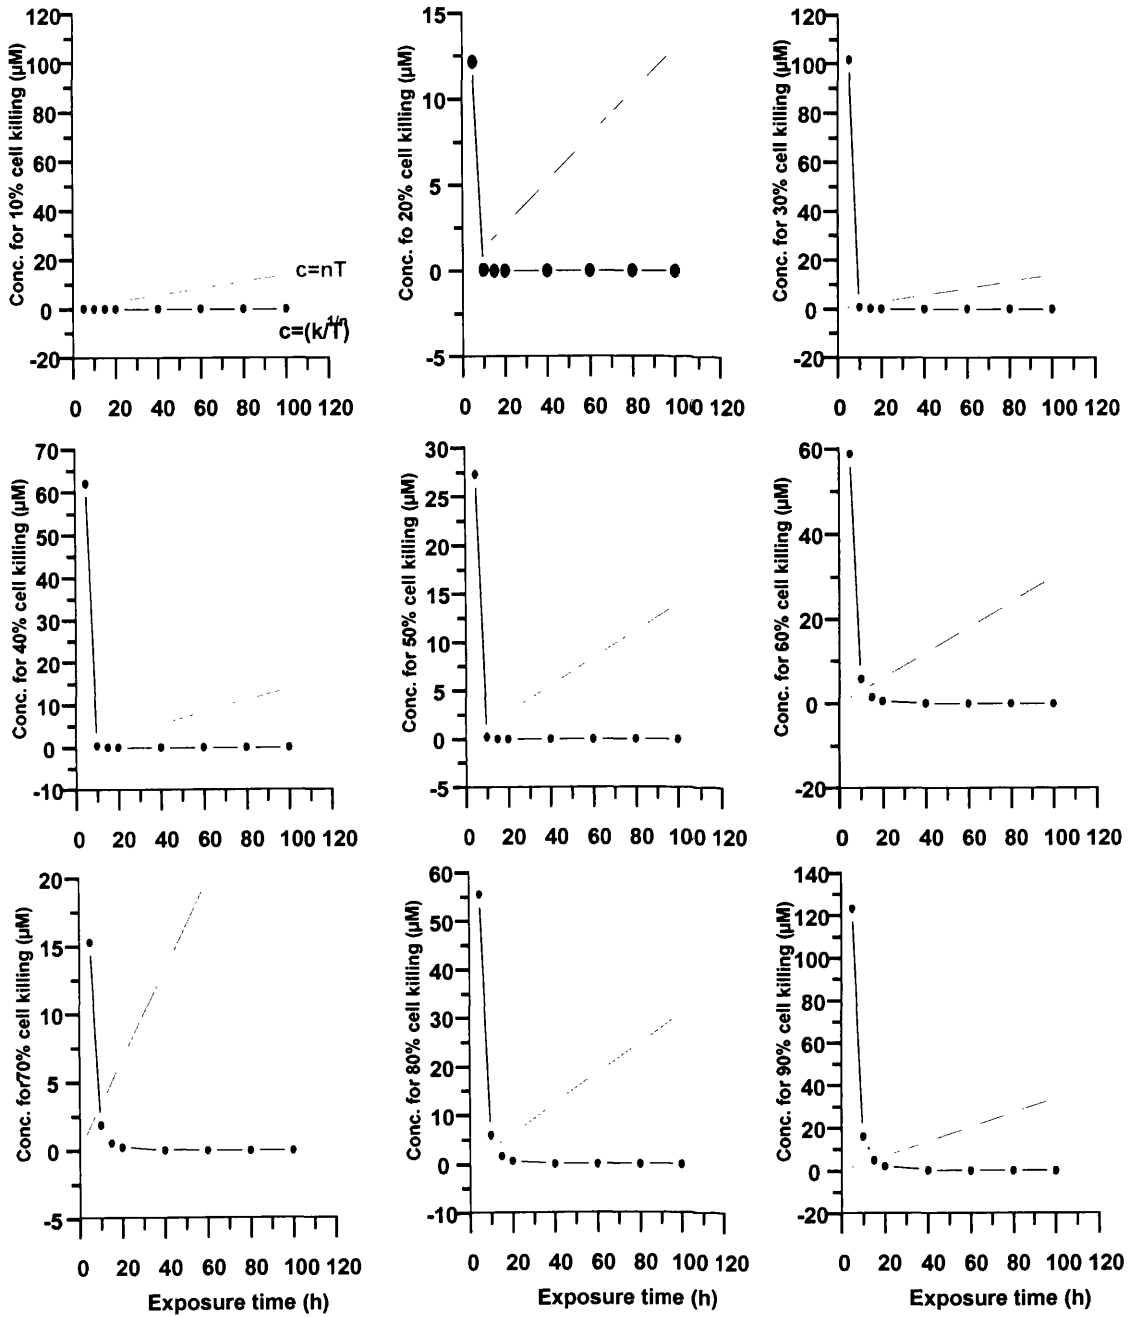 Conc. for 10% cell killing (µM)
120
100
80
60
40
20
0
-20
0 20 40 60 80 100 120
c=nT
c=(k/T)^1/n
Conc. fo 20% cell killing (µM)
15
10
5
0
-5
0 20 40 60 80 100 120
Conc. for 30% cell killing (µM)
120
100
80
60
40
20
0
-20
0 20 40 60 80 100 120
Conc. for 40% cell killing (µM)
70
60
50
40
30
20
10
0
-10
0 20 40 60 80 100 120
Conc. for 50% cell killing (µM)
30
25
20
15
10
5
0
-5
0 20 40 60 80 100 120
Conc. for 60% cell killing (µM)
60
40
20
0
-20
0 20 40 60 80 100 120
Conc. for70% cell killing (µM)
20
15
10
5
0
-5
0 20 40 60 80 100 120
Exposure time (h)
Conc. for 80% cell killing (µM)
60
50
40
30
20
10
0
-10
0 20 40 60 80 100 120
Exposure time (h)
Conc. for 90% cell killing (µM)
140
120
100
80
60
40
20
0
-20
0 20 40 60 80 100 120
Exposure time (h)